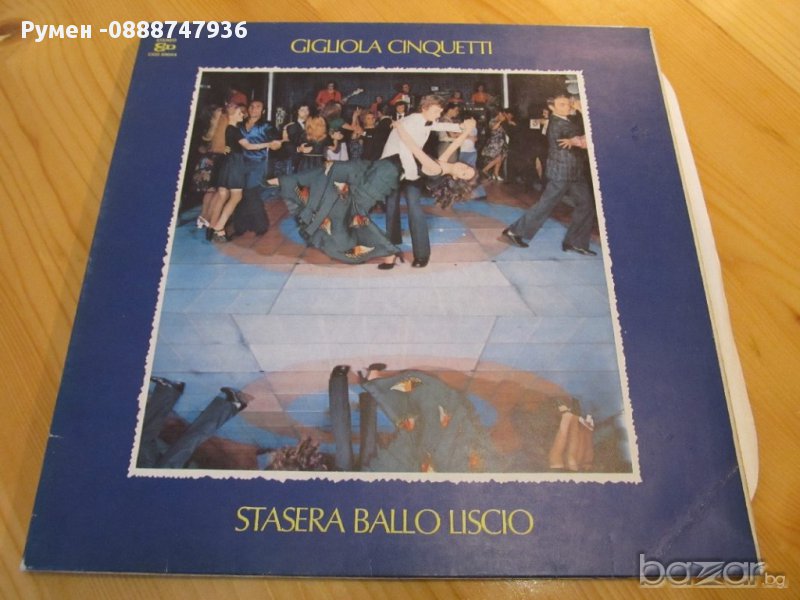 Румен -0888747936
GIGLIOLA CINQUETTI
STASERA BALLO LISCIO
bazar.bg